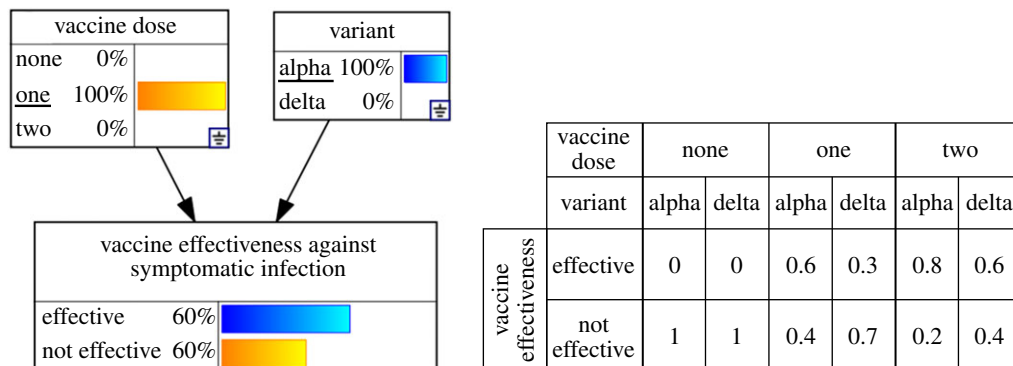 vaccine dose
none 0%
one 100%
two 0%
variant
alpha 100%
delta 0%
vaccine effectiveness against
symptomatic infection
effective 60%
not effective 60%
vaccine
dose
none one two
variant alpha delta alpha delta alpha delta
vaccine
effectiveness
effective 0 0 0.6 0.3 0.8 0.6
not
effective
1 1 0.4 0.7 0.2 0.4